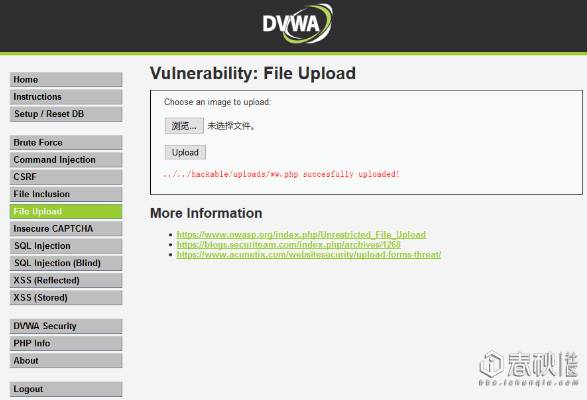 DVWA
Vulnerability: File Upload
Home
Instructions
Setup / Reset DB
Brute Force
Command Injection
CSRF
File Inclusion
File Upload
Insecure CAPTCHA
SQL Injection
SQL Injection (Blind)
XSS (Reflected)
XSS (Stored)
DVWA Security
PHP Info
About
Logout
Choose an image to upload:
浏览... 未选择文件。
Upload
../../hackable/uploads/ww.php succesfully uploaded!
More Information
https://www.owasp.org/index.php/Unrestricted_File_Upload
https://blogs.securiteam.com/index.php/archives/1268
https://www.acunetix.com/websitesecurity/upload-forms-threat/
春秋 社区
bbs.ichunqiu.com